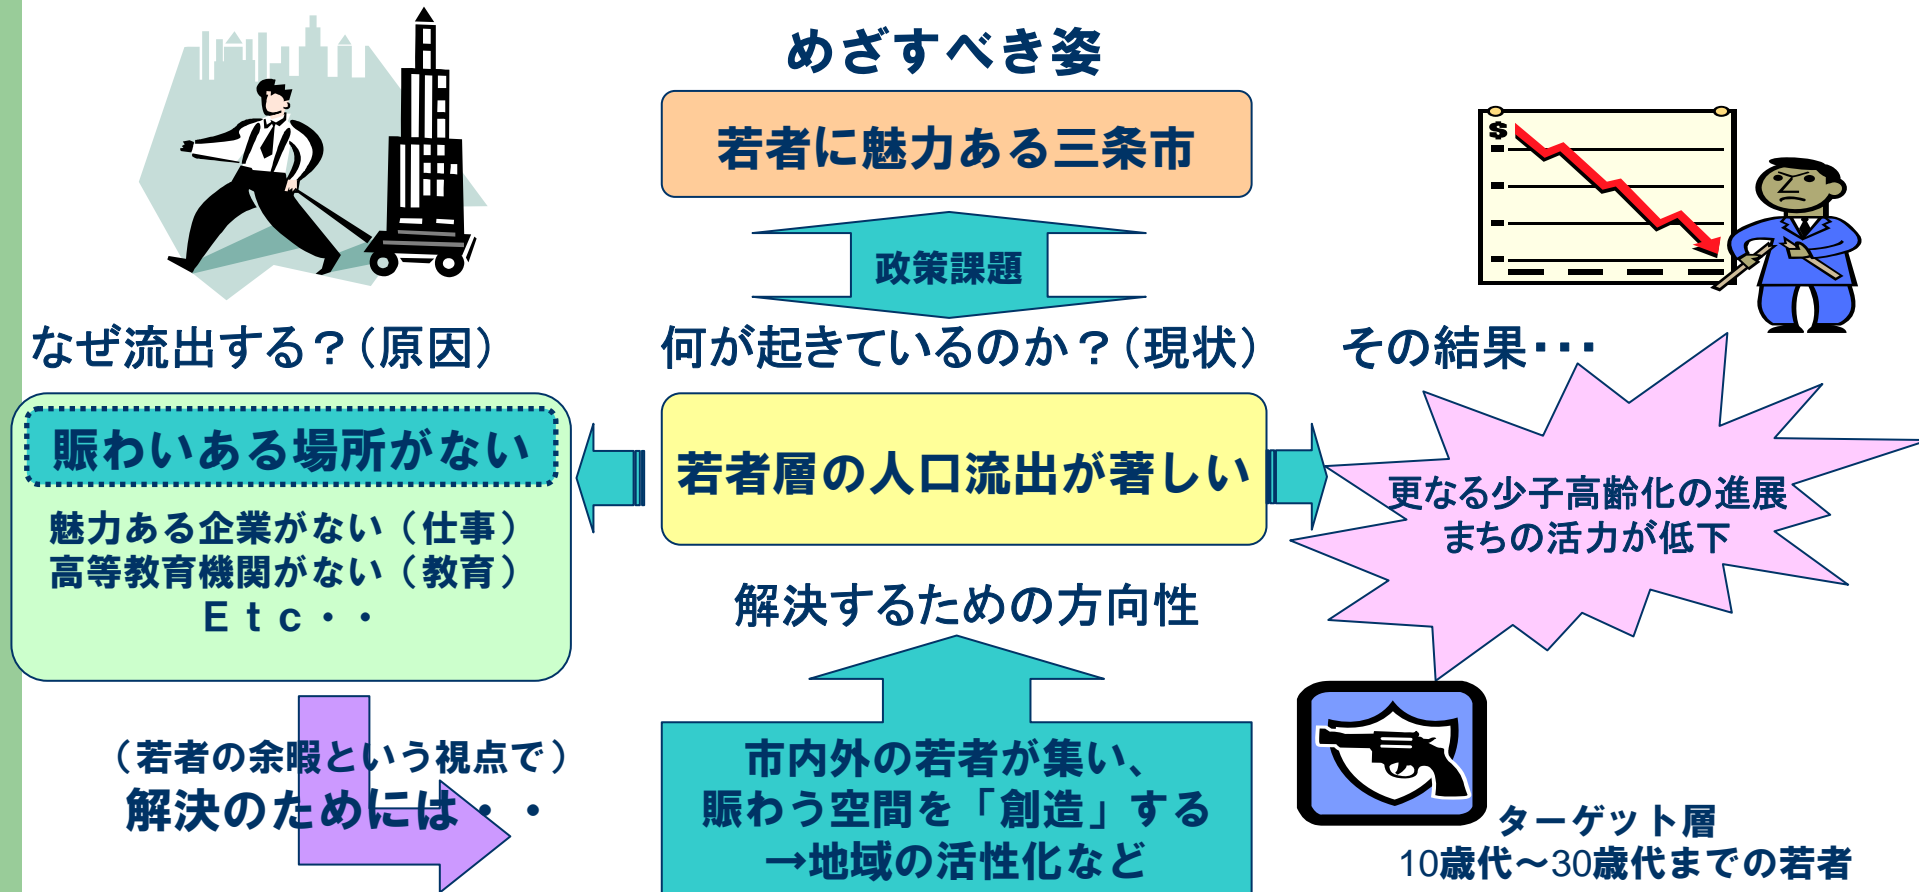 めざすべき姿
若者に魅力ある三条市
政策課題
なぜ流出する？（原因）
何が起きているのか？（現状）
その結果・・・
$
賑わいある場所がない
魅力ある企業がない（仕事）
高等教育機関がない（教育）
Ｅｔｃ・・
若者層の人口流出が著しい
更なる少子高齢化の進展
まちの活力が低下
解決するための方向性
（若者の余暇という視点で）
解決のためには・・
市内外の若者が集い、
賑わう空間を「創造」する
→地域の活性化など
ターゲット層
10歳代～30歳代までの若者